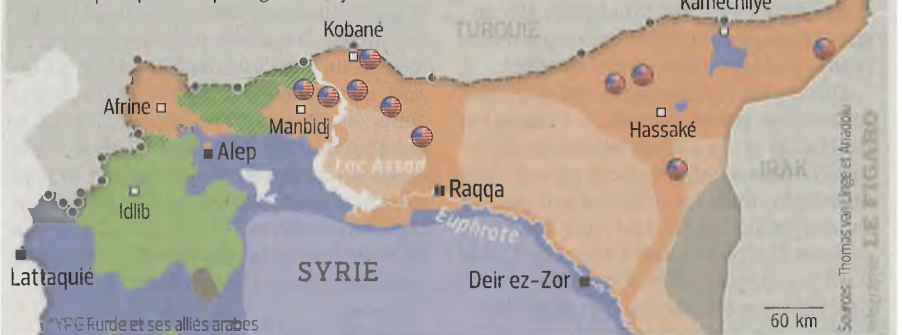 Kamechliyé
Kobané
TURQUIE
Afrine
Manbidj
Hassaké
Alep
Lac Assad
IRAK
Raqqa
Idlib
Euphrate
SYRIE
Lattaquié
Deir ez-Zor
*YPG kurde et ses alliés arabes
60 km
Sources : Thomas van Linge et Anadolu
LE FIGARO